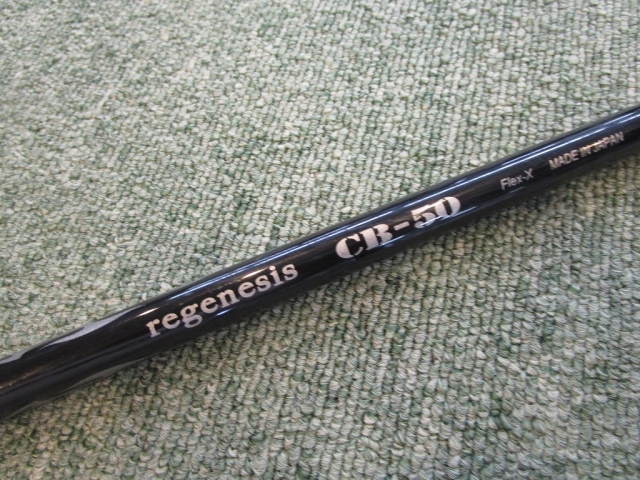 regenesis CB-50 Flex-X MADE IN JAPAN